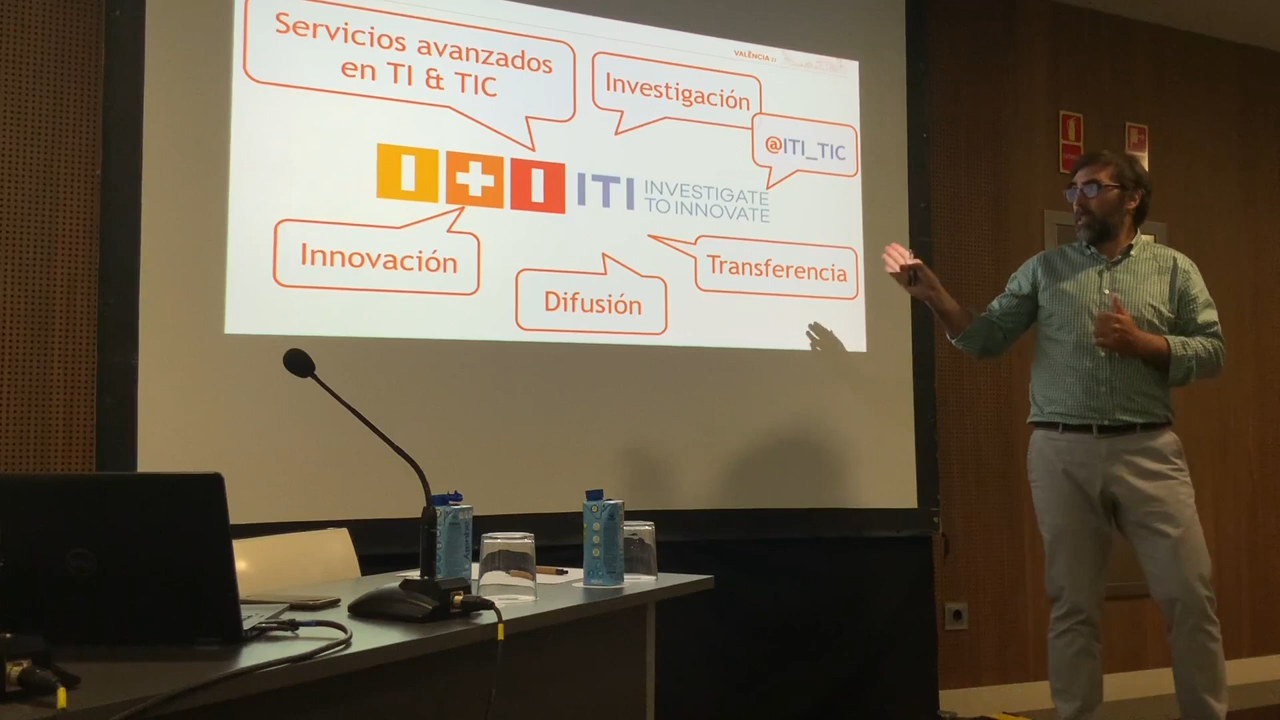 Servicios avanzados
en TI & TIC
VALÈNCIA
Investigación
@ITI_TIC
I+I ITI INVESTIGATE
TO INNOVATE
Innovación
Transferencia
Difusión